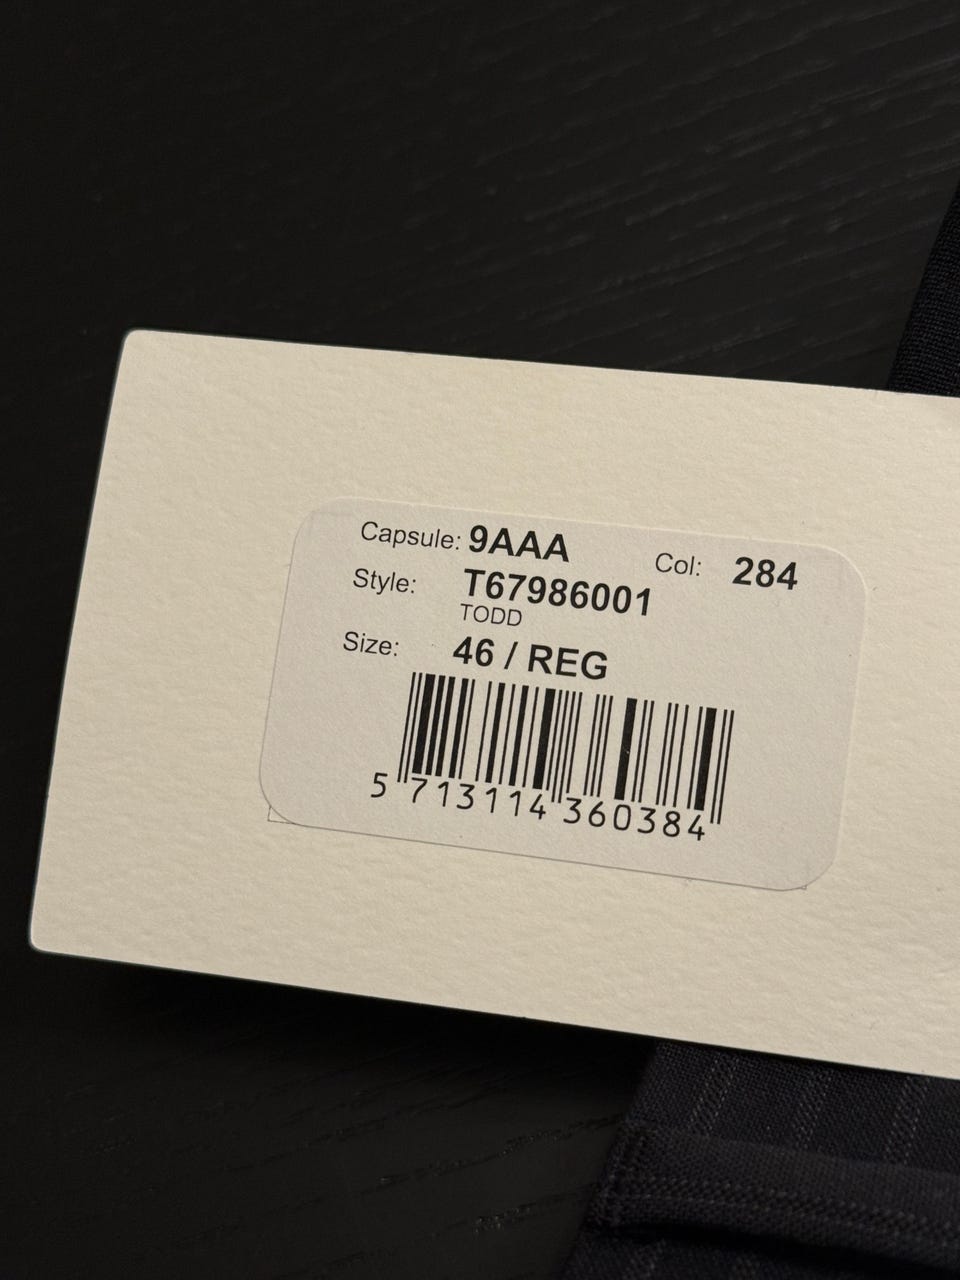 Capsule: 9AAA Col: 284
Style: T67986001
TODD
Size: 46 / REG
5 713114 360384